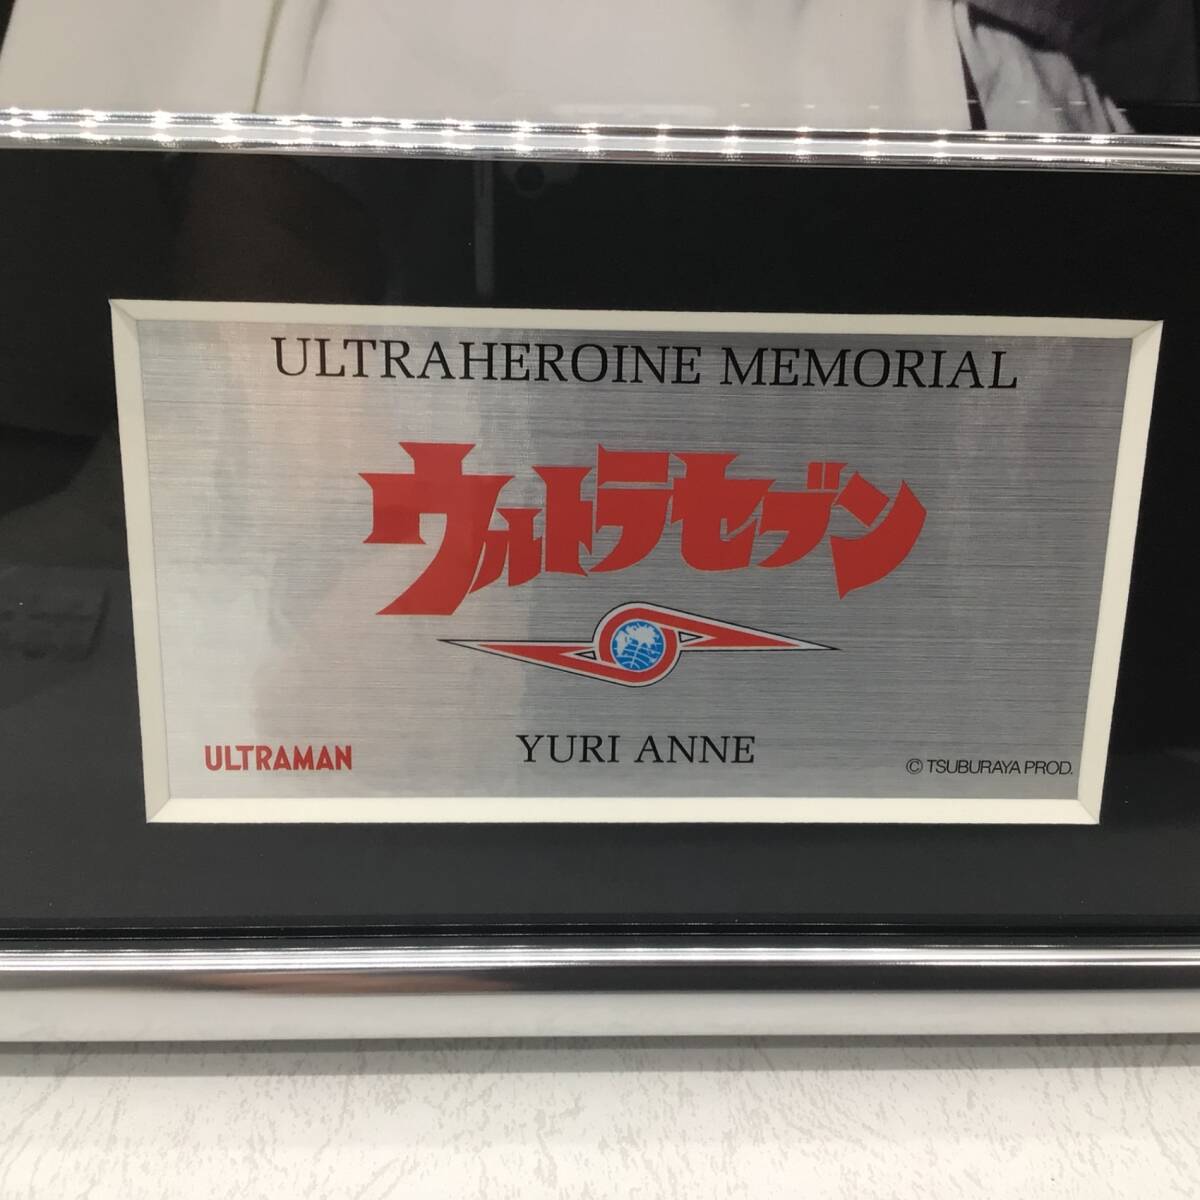 ULTRAHEROINE MEMORIAL
ウルトラセブン
ULTRAMAN
YURI ANNE
© TSUBURAYA PROD.